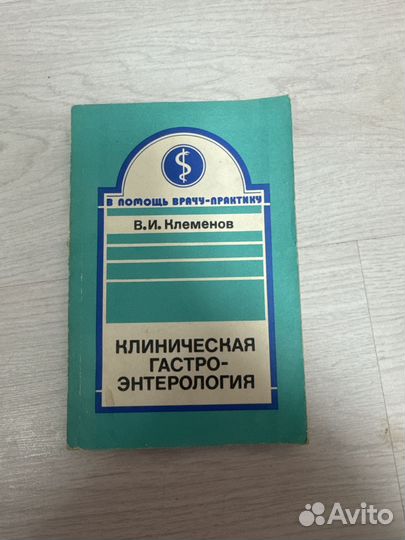 В ПОМОЩЬ ВРАЧУ-ПРАКТИКУ
В.И. Клеменов
КЛИНИЧЕСКАЯ
ГАСТРО-
ЭНТЕРОЛОГИЯ
Avito